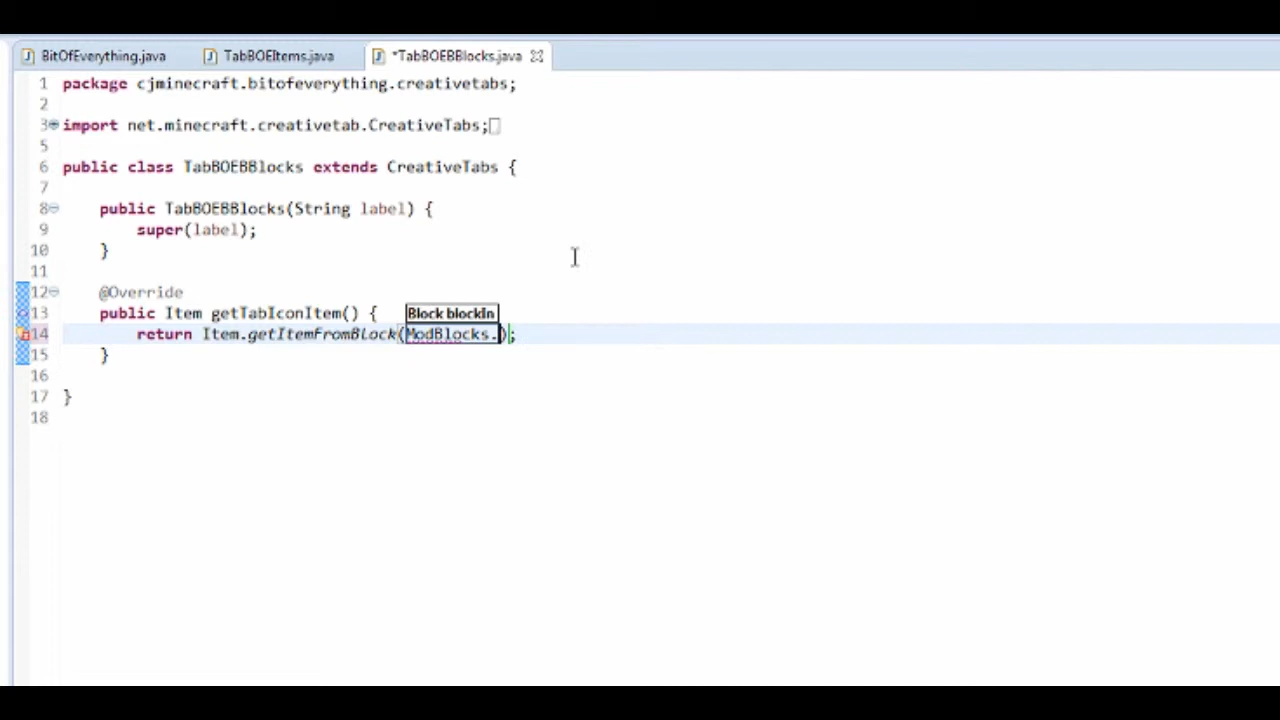 BitOfEverything.java TabBOEItems.java *TabBOEBBlocks.java
1 package cjminecraft.bitofeverything.creativetabs;
2
3 import net.minecraft.creativetab.CreativeTabs;
5
6 public class TabBOEBBlocks extends CreativeTabs {
7
8 public TabBOEBBlocks(String label) {
9 super(label);
10 }
11
12 @Override
13 public Item getTabIconItem() { Block blockIn
14 return Item.getItemFromBlock(ModBlocks.);
15 }
16
17 }
18